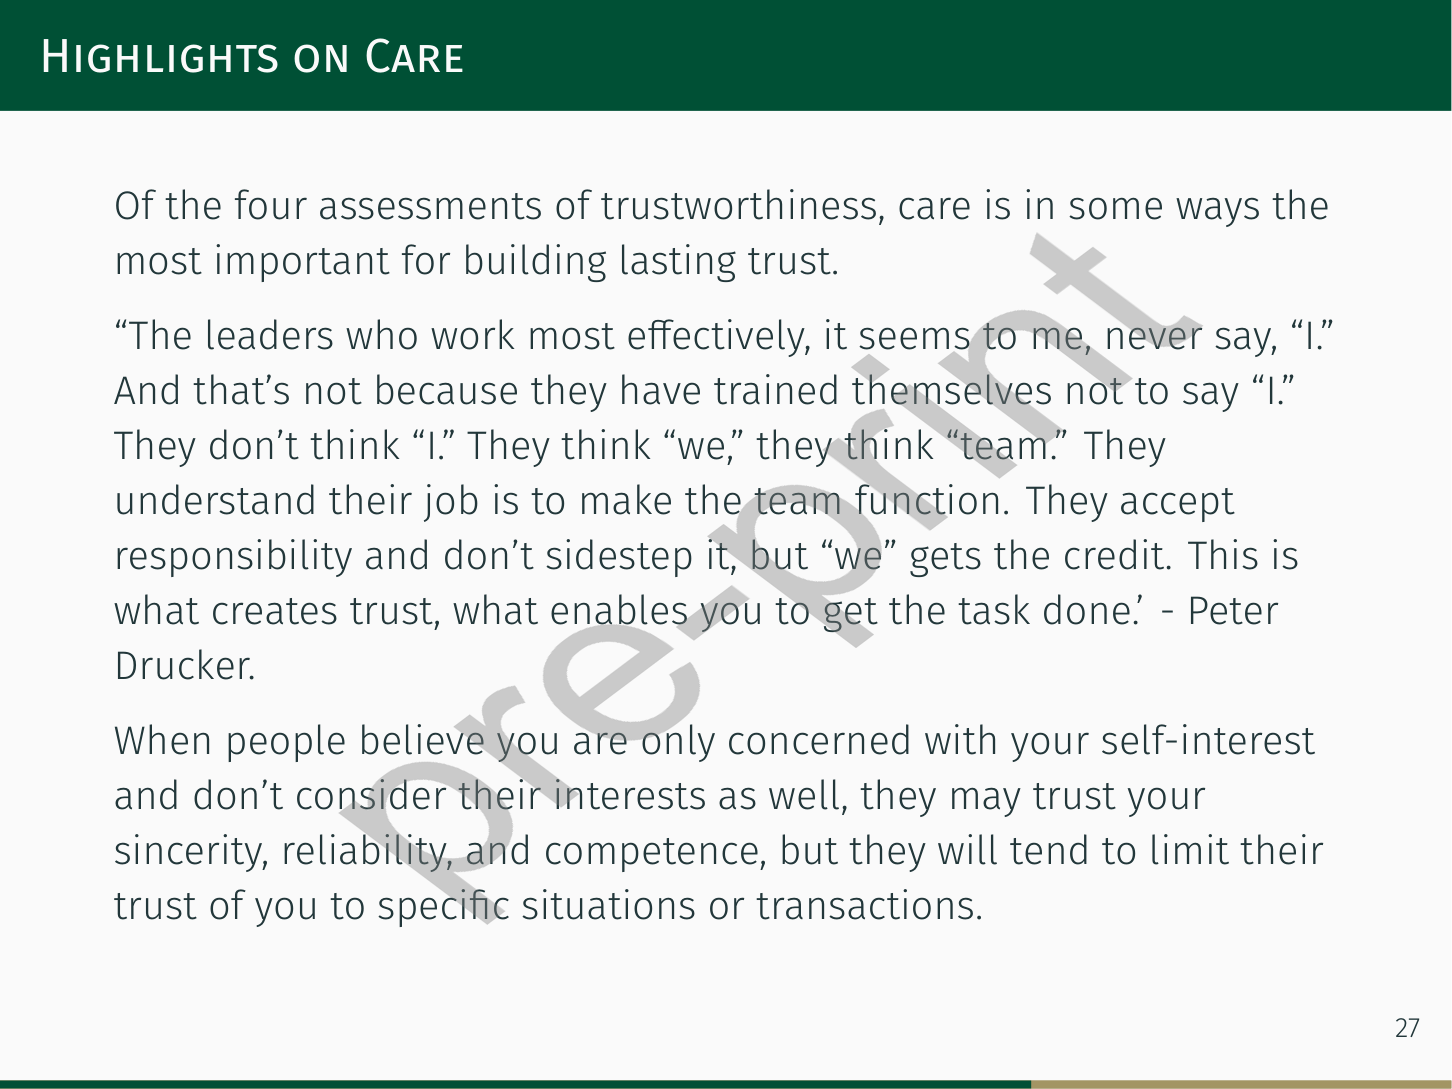 Highlights on Care
Of the four assessments of trustworthiness, care is in some ways the
most important for building lasting trust.
“The leaders who work most effectively, it seems to me, never say, “I.”
And that’s not because they have trained themselves not to say “I.”
They don’t think “I.” They think “we,” they think “team.” They
understand their job is to make the team function. They accept
responsibility and don’t sidestep it, but “we” gets the credit. This is
what creates trust, what enables you to get the task done.’ - Peter
Drucker.
When people believe you are only concerned with your self-interest
and don’t consider their interests as well, they may trust your
sincerity, reliability, and competence, but they will tend to limit their
trust of you to specific situations or transactions.
pre-print
27